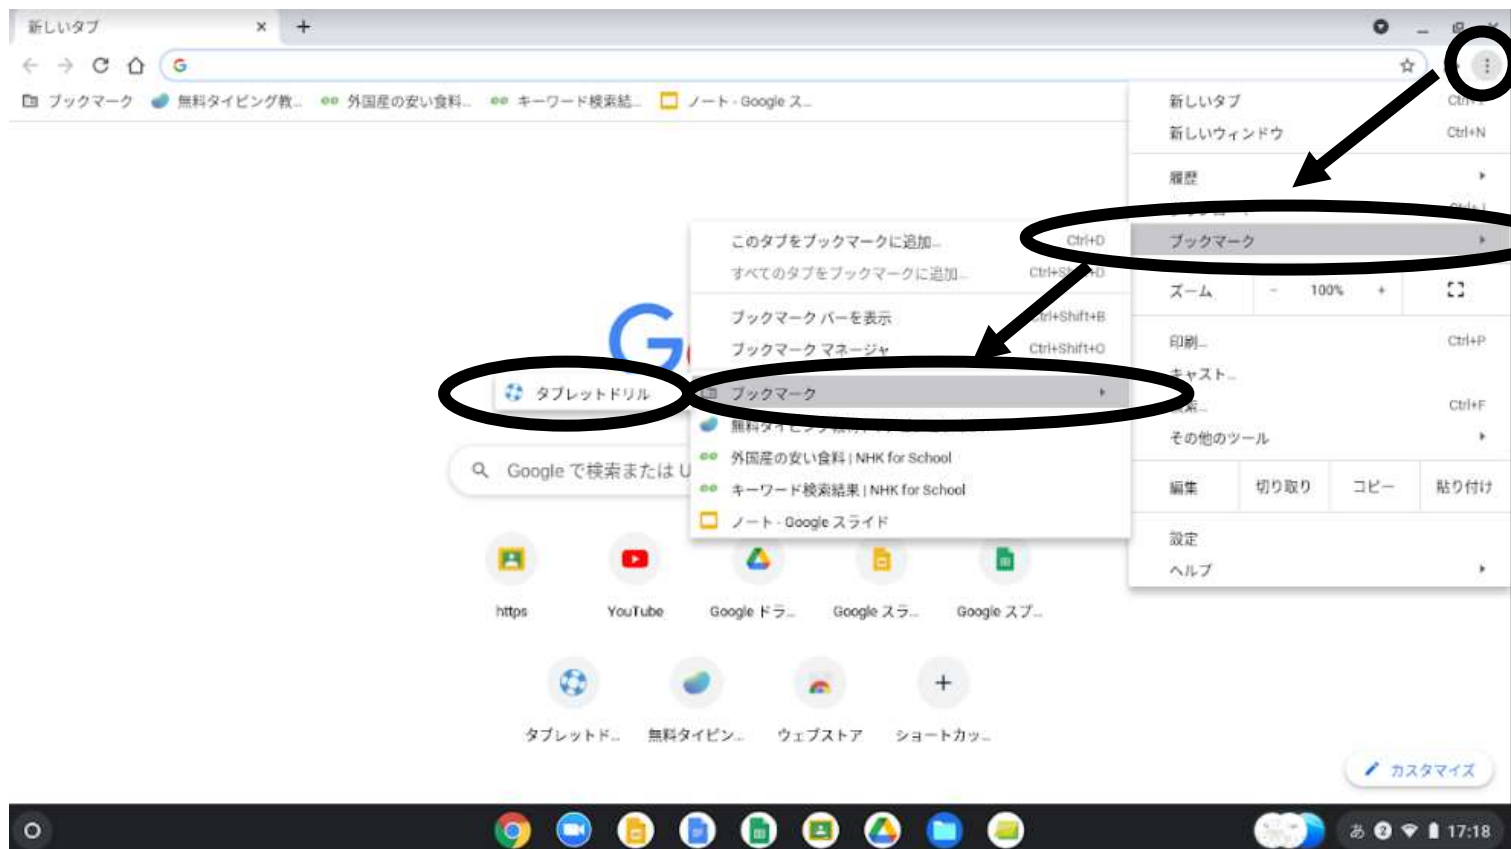 新しいタブ
ブックマーク 無料タイピング教... 外国産の安い食料... キーワード検索結... ノート - Google ス...
新しいタブ
新しいウィンドウ Ctrl+N
履歴
ブックマーク
ズーム - 100% +
印刷... Ctrl+P
キャスト...
Ctrl+F
その他のツール
編集 切り取り コピー 貼り付け
設定
ヘルプ
このタブをブックマークに追加... Ctrl+D
すべてのタブをブックマークに追加...
ブックマーク バーを表示 Ctrl+Shift+B
ブックマーク マネージャ Ctrl+Shift+O
ブックマーク
外国産の安い食料 | NHK for School
キーワード検索結果 | NHK for School
ノート - Google スライド
タブレットドリル
G
Google で検索または U
https YouTube Google ドラ... Google スラ... Google スプ...
タブレットド... 無料タイピン... ウェブストア ショートカッ...
カスタマイズ
あ 2 17:18